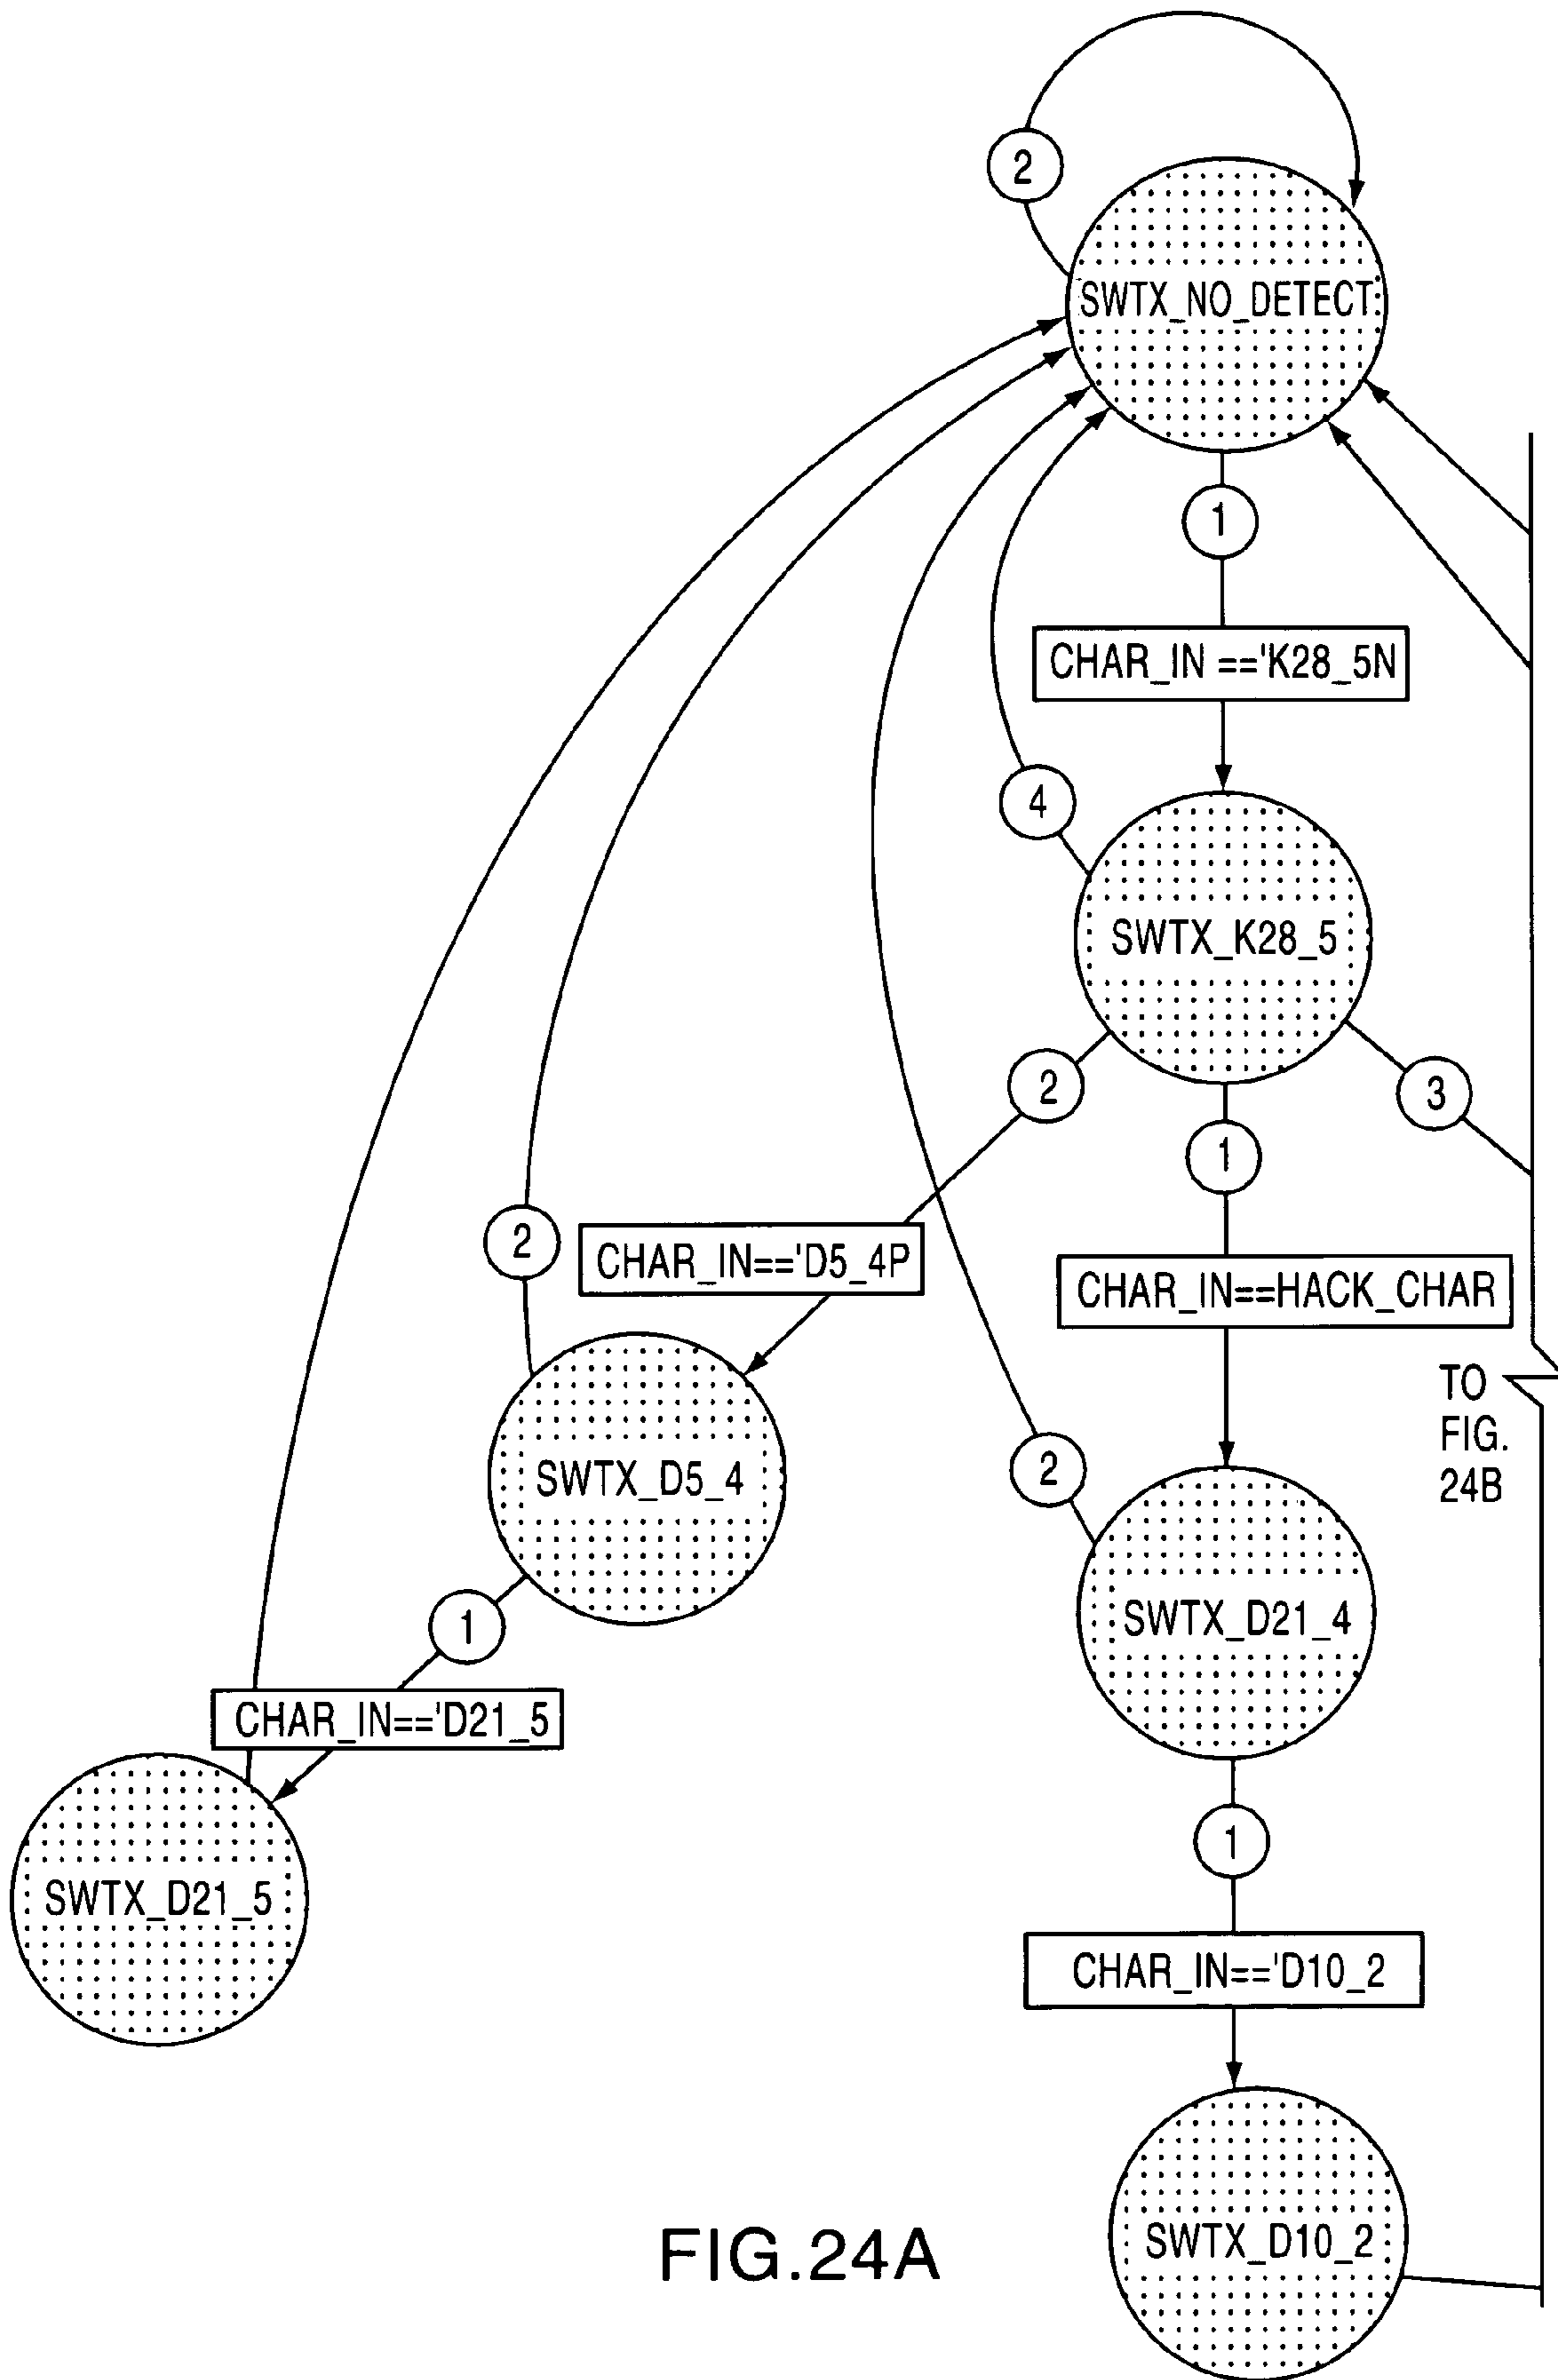 2
SWTX_NO_DETECT
1
CHAR_IN =='K28_5N
4
SWTX_K28_5
2
3
1
2
CHAR_IN=='D5_4P
CHAR_IN==HACK_CHAR
TO
FIG.
24B
2
SWTX_D5_4
1
SWTX_D21_4
CHAR_IN=='D21_5
1
SWTX_D21_5
CHAR_IN=='D10_2
SWTX_D10_2
FIG.24A